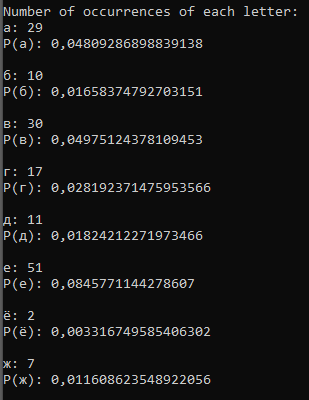 Number of occurrences of each letter:
а: 29
P(а): 0,04809286898839138
б: 10
P(б): 0,01658374792703151
в: 30
P(в): 0,04975124378109453
г: 17
P(г): 0,028192371475953566
д: 11
P(д): 0,01824212271973466
е: 51
P(е): 0,0845771144278607
ё: 2
P(ё): 0,003316749585406302
ж: 7
P(ж): 0,011608623548922056